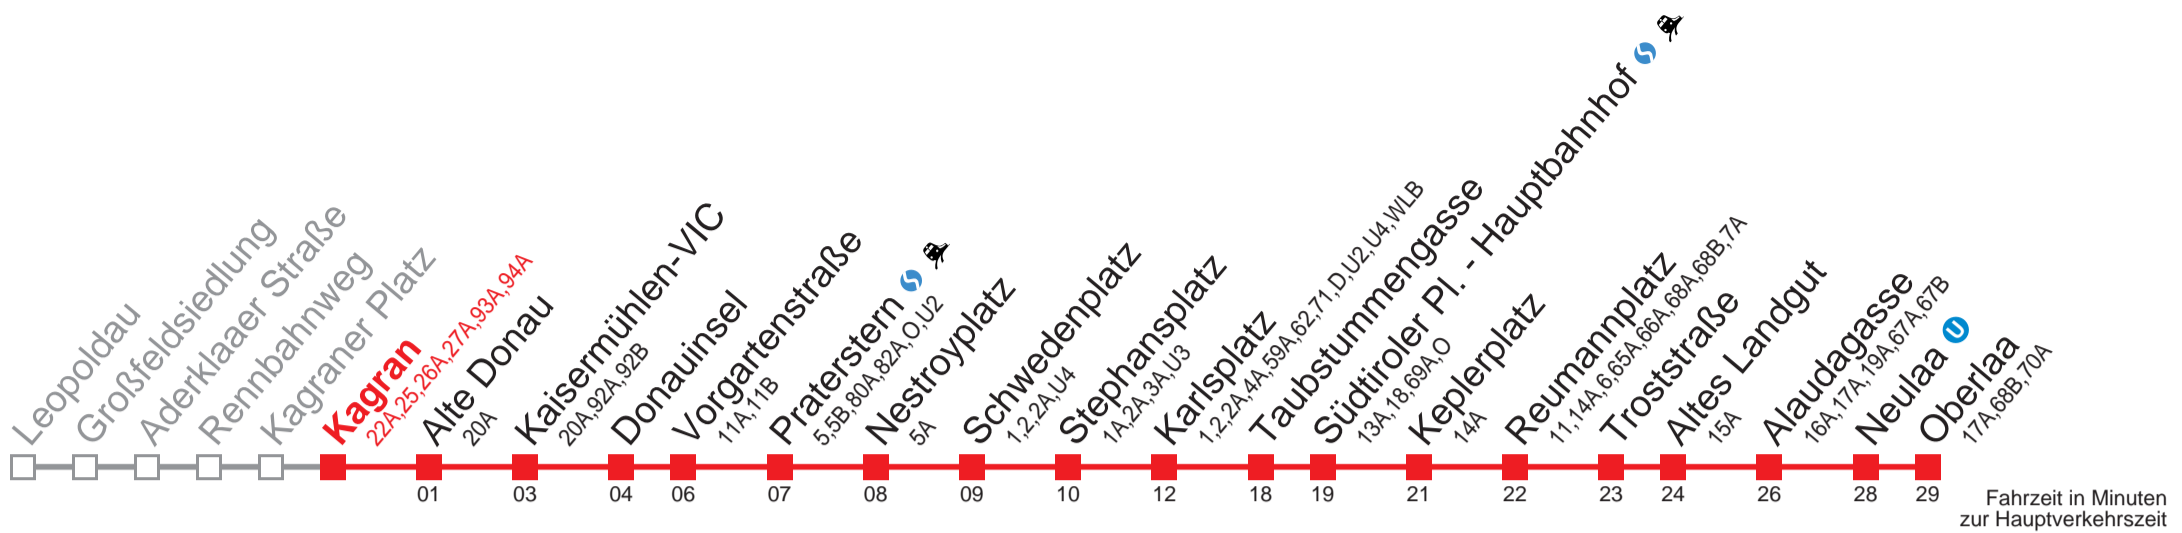 Leopoldau
Großfeldsiedlung
Aderklaaer Straße
Rennbahnweg
Kagraner Platz
Kagran
22A,25,26A,27A,93A,94A
Alte Donau
20A
Kaisermühlen-VIC
20A,92A,92B
Donauinsel
Vorgartenstraße
11A,11B
Praterstern
5,5B,80A,82A,O,U2
Nestroyplatz
5A
Schwedenplatz
1,2,2A,U4
Stephansplatz
1A,2A,3A,U3
Karlsplatz
1,2,2A,4A,59A,62,71,D,U2,U4,WLB
Taubstummengasse
Südtiroler Pl. - Hauptbahnhof
13A,18,69A,O
Keplerplatz
14A
Reumannplatz
11,14A,6,65A,66A,68A,68B,7A
Troststraße
Altes Landgut
15A
Alaudagasse
16A,17A,19A,67A,67B
Neulaa U
Oberlaa
17A,68B,70A
01 03 04 06 07 08 09 10 12 18 19 21 22 23 24 26 28 29
Fahrzeit in Minuten
zur Hauptverkehrszeit